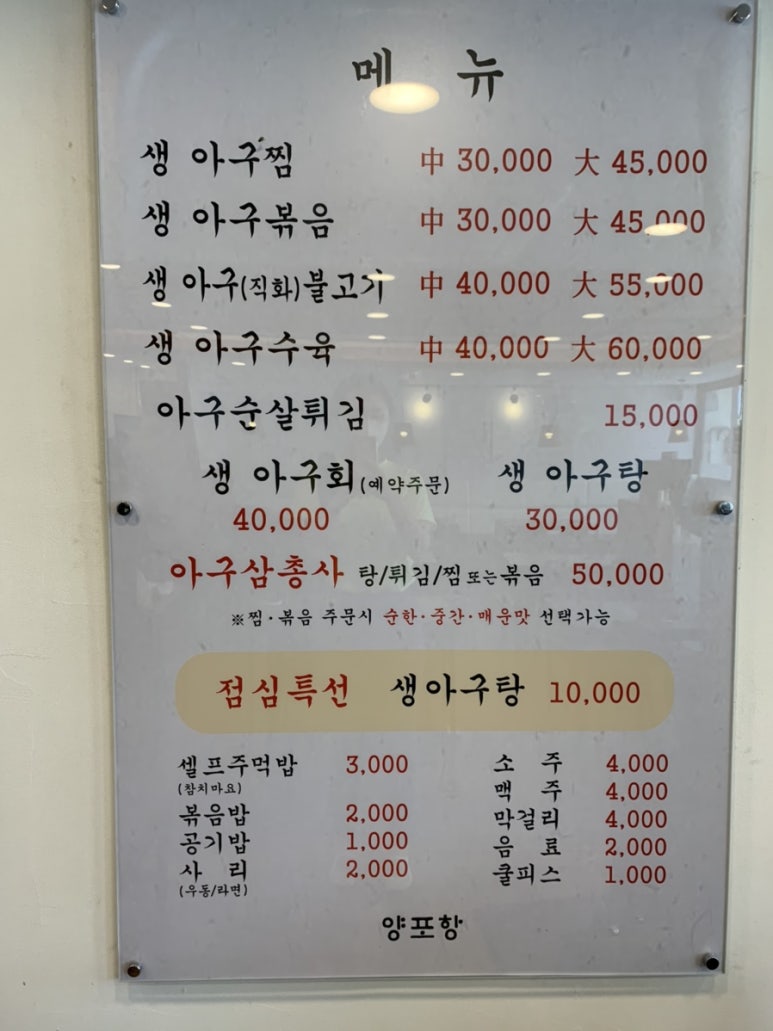 메 뉴
생 아구찜 中 30,000 大 45,000
생 아구볶음 中 30,000 大 45,000
생 아구(직화)불고기 中 40,000 大 55,000
생 아구수육 中 40,000 大 60,000
아구순살튀김 15,000
생 아구회(예약주문) 생 아구탕
40,000 30,000
아구삼총사 탕/튀김/찜또는볶음 50,000
※찜·볶음 주문시 순한·중간·매운맛 선택가능
점심특선 생아구탕 10,000
셀프주먹밥 3,000 소 주 4,000
(참치마요) 맥 주 4,000
볶음밥 2,000 막걸리 4,000
공기밥 1,000 음 료 2,000
사 리 2,000 쿨피스 1,000
(우동/라면)
양포항